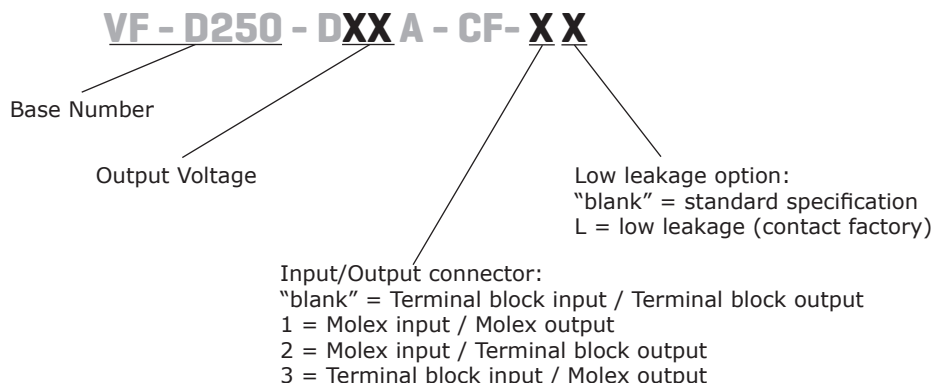 VF - D250 - DXX A - CF- X X
Base Number
Output Voltage
Low leakage option:
“blank” = standard specification
L = low leakage (contact factory)
Input/Output connector:
“blank” = Terminal block input / Terminal block output
1 = Molex input / Molex output
2 = Molex input / Terminal block output
3 = Terminal block input / Molex output